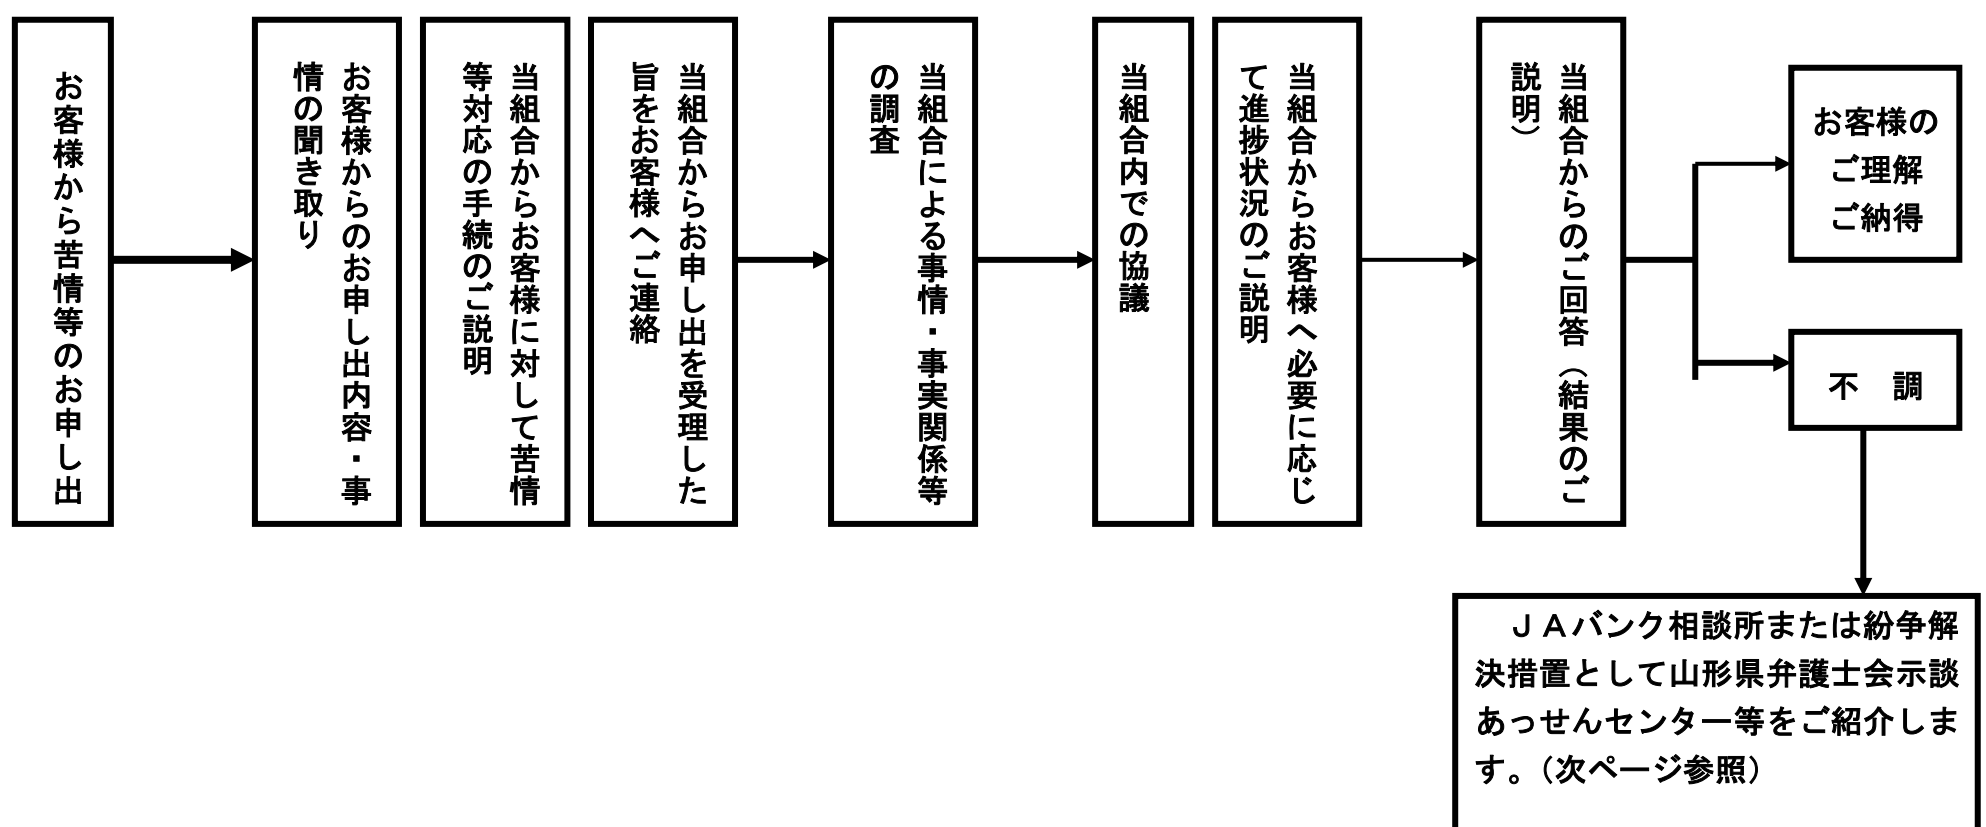 お客様から苦情等のお申し出
お客様からのお申し出内容・事
情の聞き取り
当組合からお客様に対して苦情
等対応の手続のご説明
当組合からお申し出を受理した
旨をお客様へご連絡
当組合による事情・事実関係等
の調査
当組合内での協議
当組合からお客様へ必要に応じ
て進捗状況のご説明
当組合からのご回答（結果のご
説明）
お客様の
ご理解
ご納得
不　調
ＪＡバンク相談所または紛争解
決措置として山形県弁護士会示談
あっせんセンター等をご紹介しま
す。（次ページ参照）